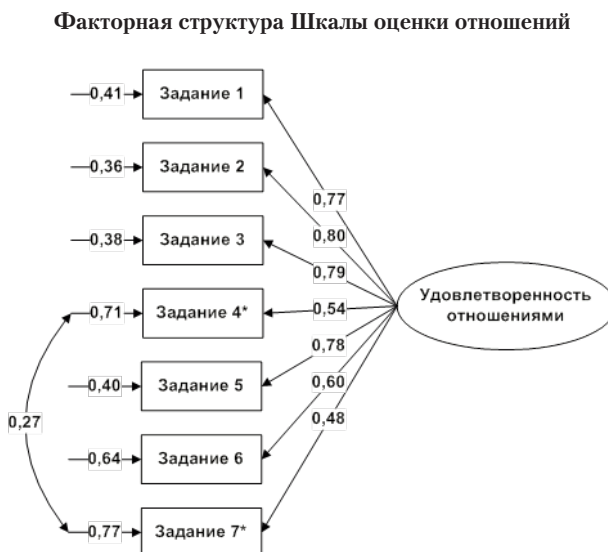 Факторная структура Шкалы оценки отношений
0,41 Задание 1
0,36 Задание 2
0,77
0,80
0,38 Задание 3
0,79
Удовлетворенность
отношениями
0,71 Задание 4*
0,54
0,78
0,40 Задание 5
0,60
0,27
0,48
0,64 Задание 6
0,77 Задание 7*